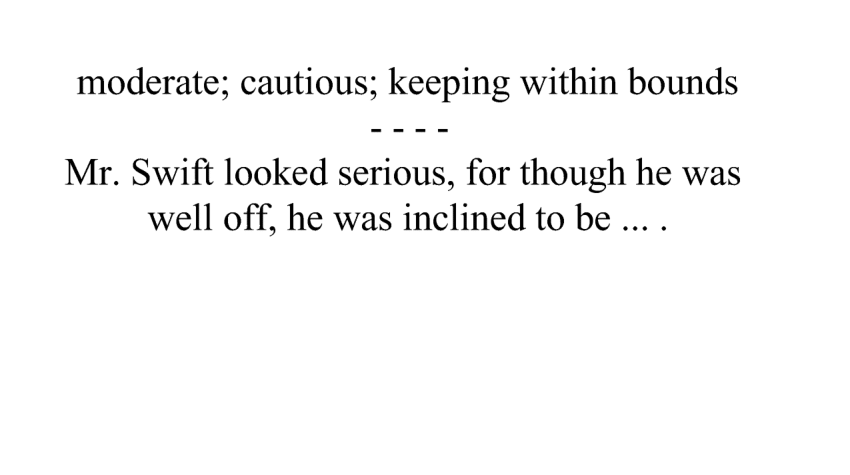 moderate; cautious; keeping within bounds
- - - -
Mr. Swift looked serious, for though he was
well off, he was inclined to be ... .